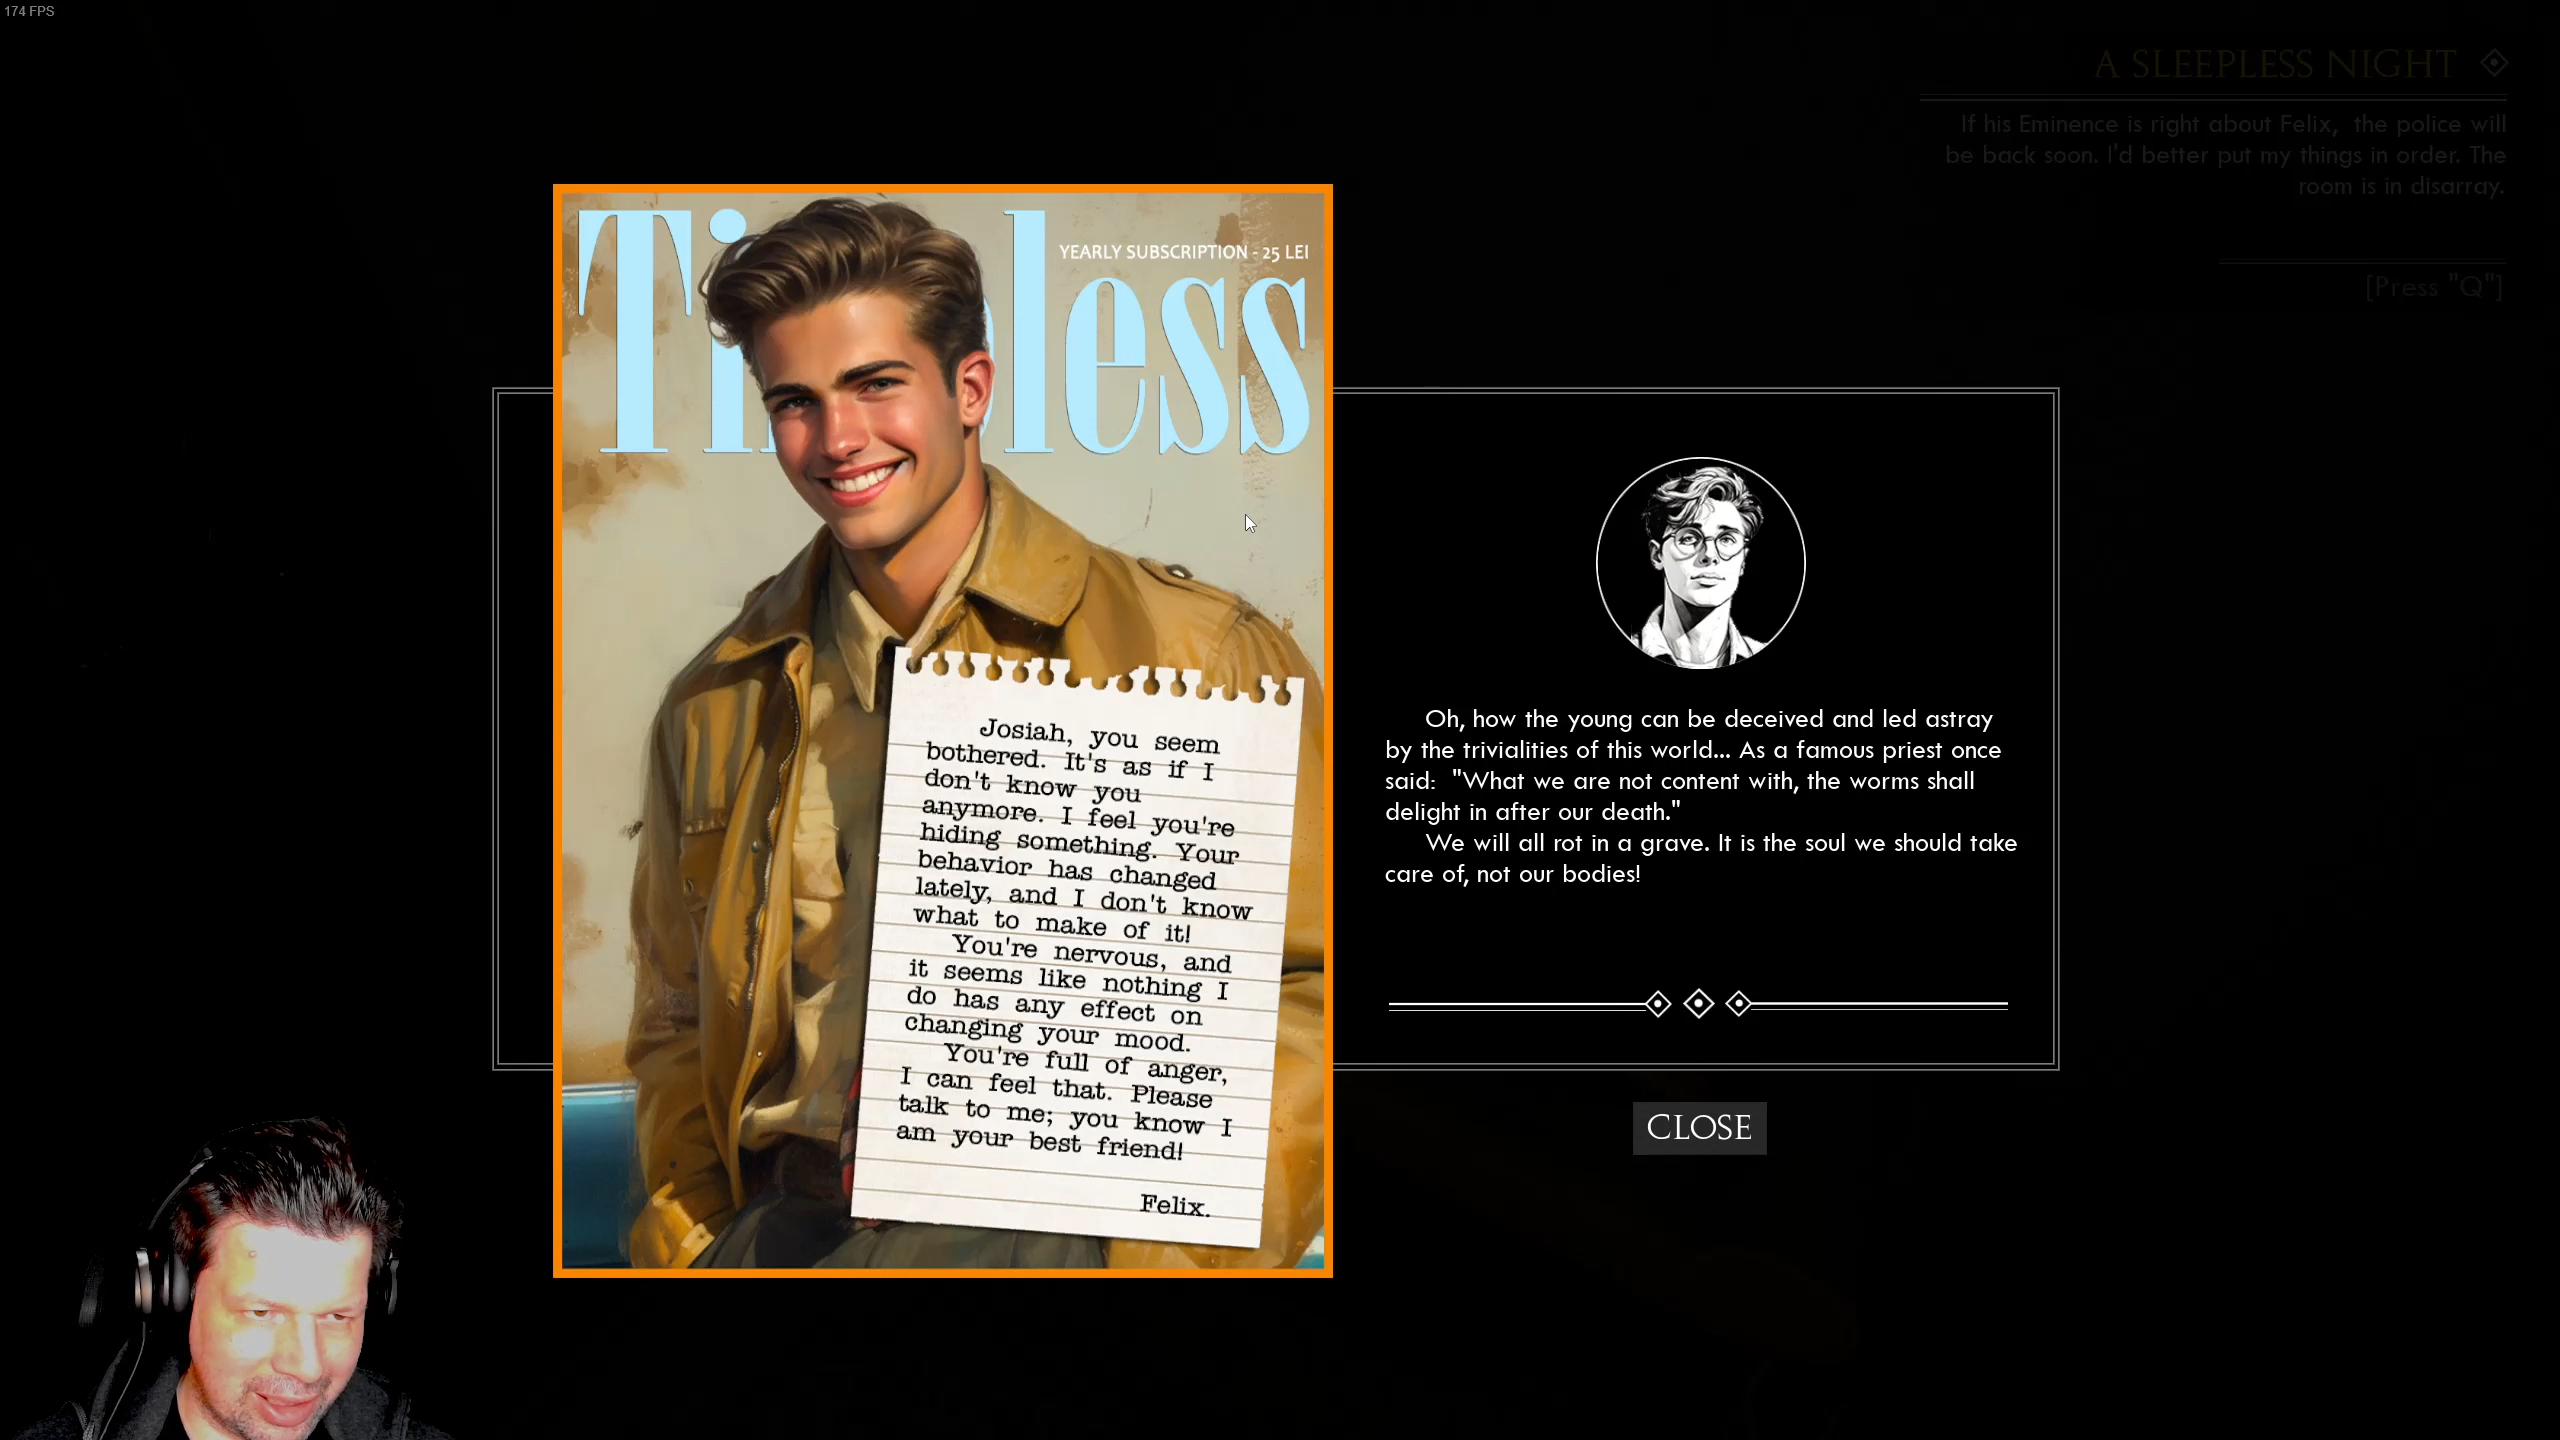 174 FPS
A SLEEPLESS NIGHT
If his Eminence is right about Felix, the police will
be back soon. I'd better put my things in order. The
room is in disarray.
[Press "Q"]
YEARLY SUBSCRIPTION - 25 LEI
Josiah, you seem
bothered. It's as if I
don't know you
anymore. I feel you're
hiding something. Your
behavior has changed
lately, and I don't know
what to make of it!
You're nervous, and
it seems like nothing I
do has any effect on
changing your mood.
You're full of anger,
I can feel that. Please
talk to me; you know I
am your best friend!
Felix.
Oh, how the young can be deceived and led astray
by the trivialities of this world... As a famous priest once
said: "What we are not content with, the worms shall
delight in after our death."
We will all rot in a grave. It is the soul we should take
care of, not our bodies!
CLOSE